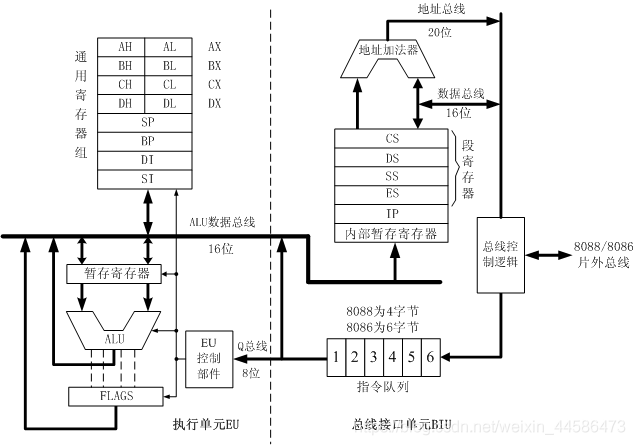 地址总线
20位
地址加法器
数据总线
16位
通用寄存器组
AH AL AX
BH BL BX
CH CL CX
DH DL DX
SP
BP
DI
SI
CS
DS
SS
ES
IP
内部暂存寄存器
段寄存器
ALU数据总线
16位
总线控制逻辑
8088/8086
片外总线
暂存寄存器
ALU
FLAGS
EU
控制
部件
Q总线
8位
8088为4字节
8086为6字节
1 2 3 4 5 6
指令队列
执行单元EU
总线接口单元BIU
https://blog.csdn.net/weixin_44586473